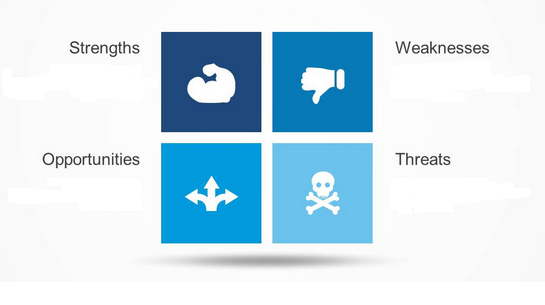 Strengths
Weaknesses
Opportunities
Threats